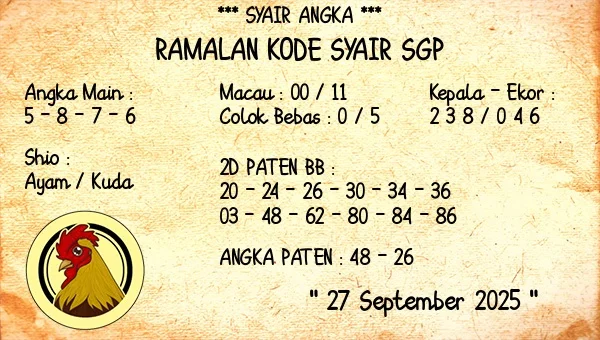 *** SYAIR ANGKA ***
RAMALAN KODE SYAIR SGP
Angka Main :
5 - 8 - 7 - 6
Shio :
Ayam / Kuda
Macau : 00 / 11
Colok Bebas : 0 / 5
2D PATEN BB :
20 - 24 - 26 - 30 - 34 - 36
03 - 48 - 62 - 80 - 84 - 86
ANGKA PATEN : 48 - 26
Kepala - Ekor :
2 3 8 / 0 4 6
" 27 September 2025 "